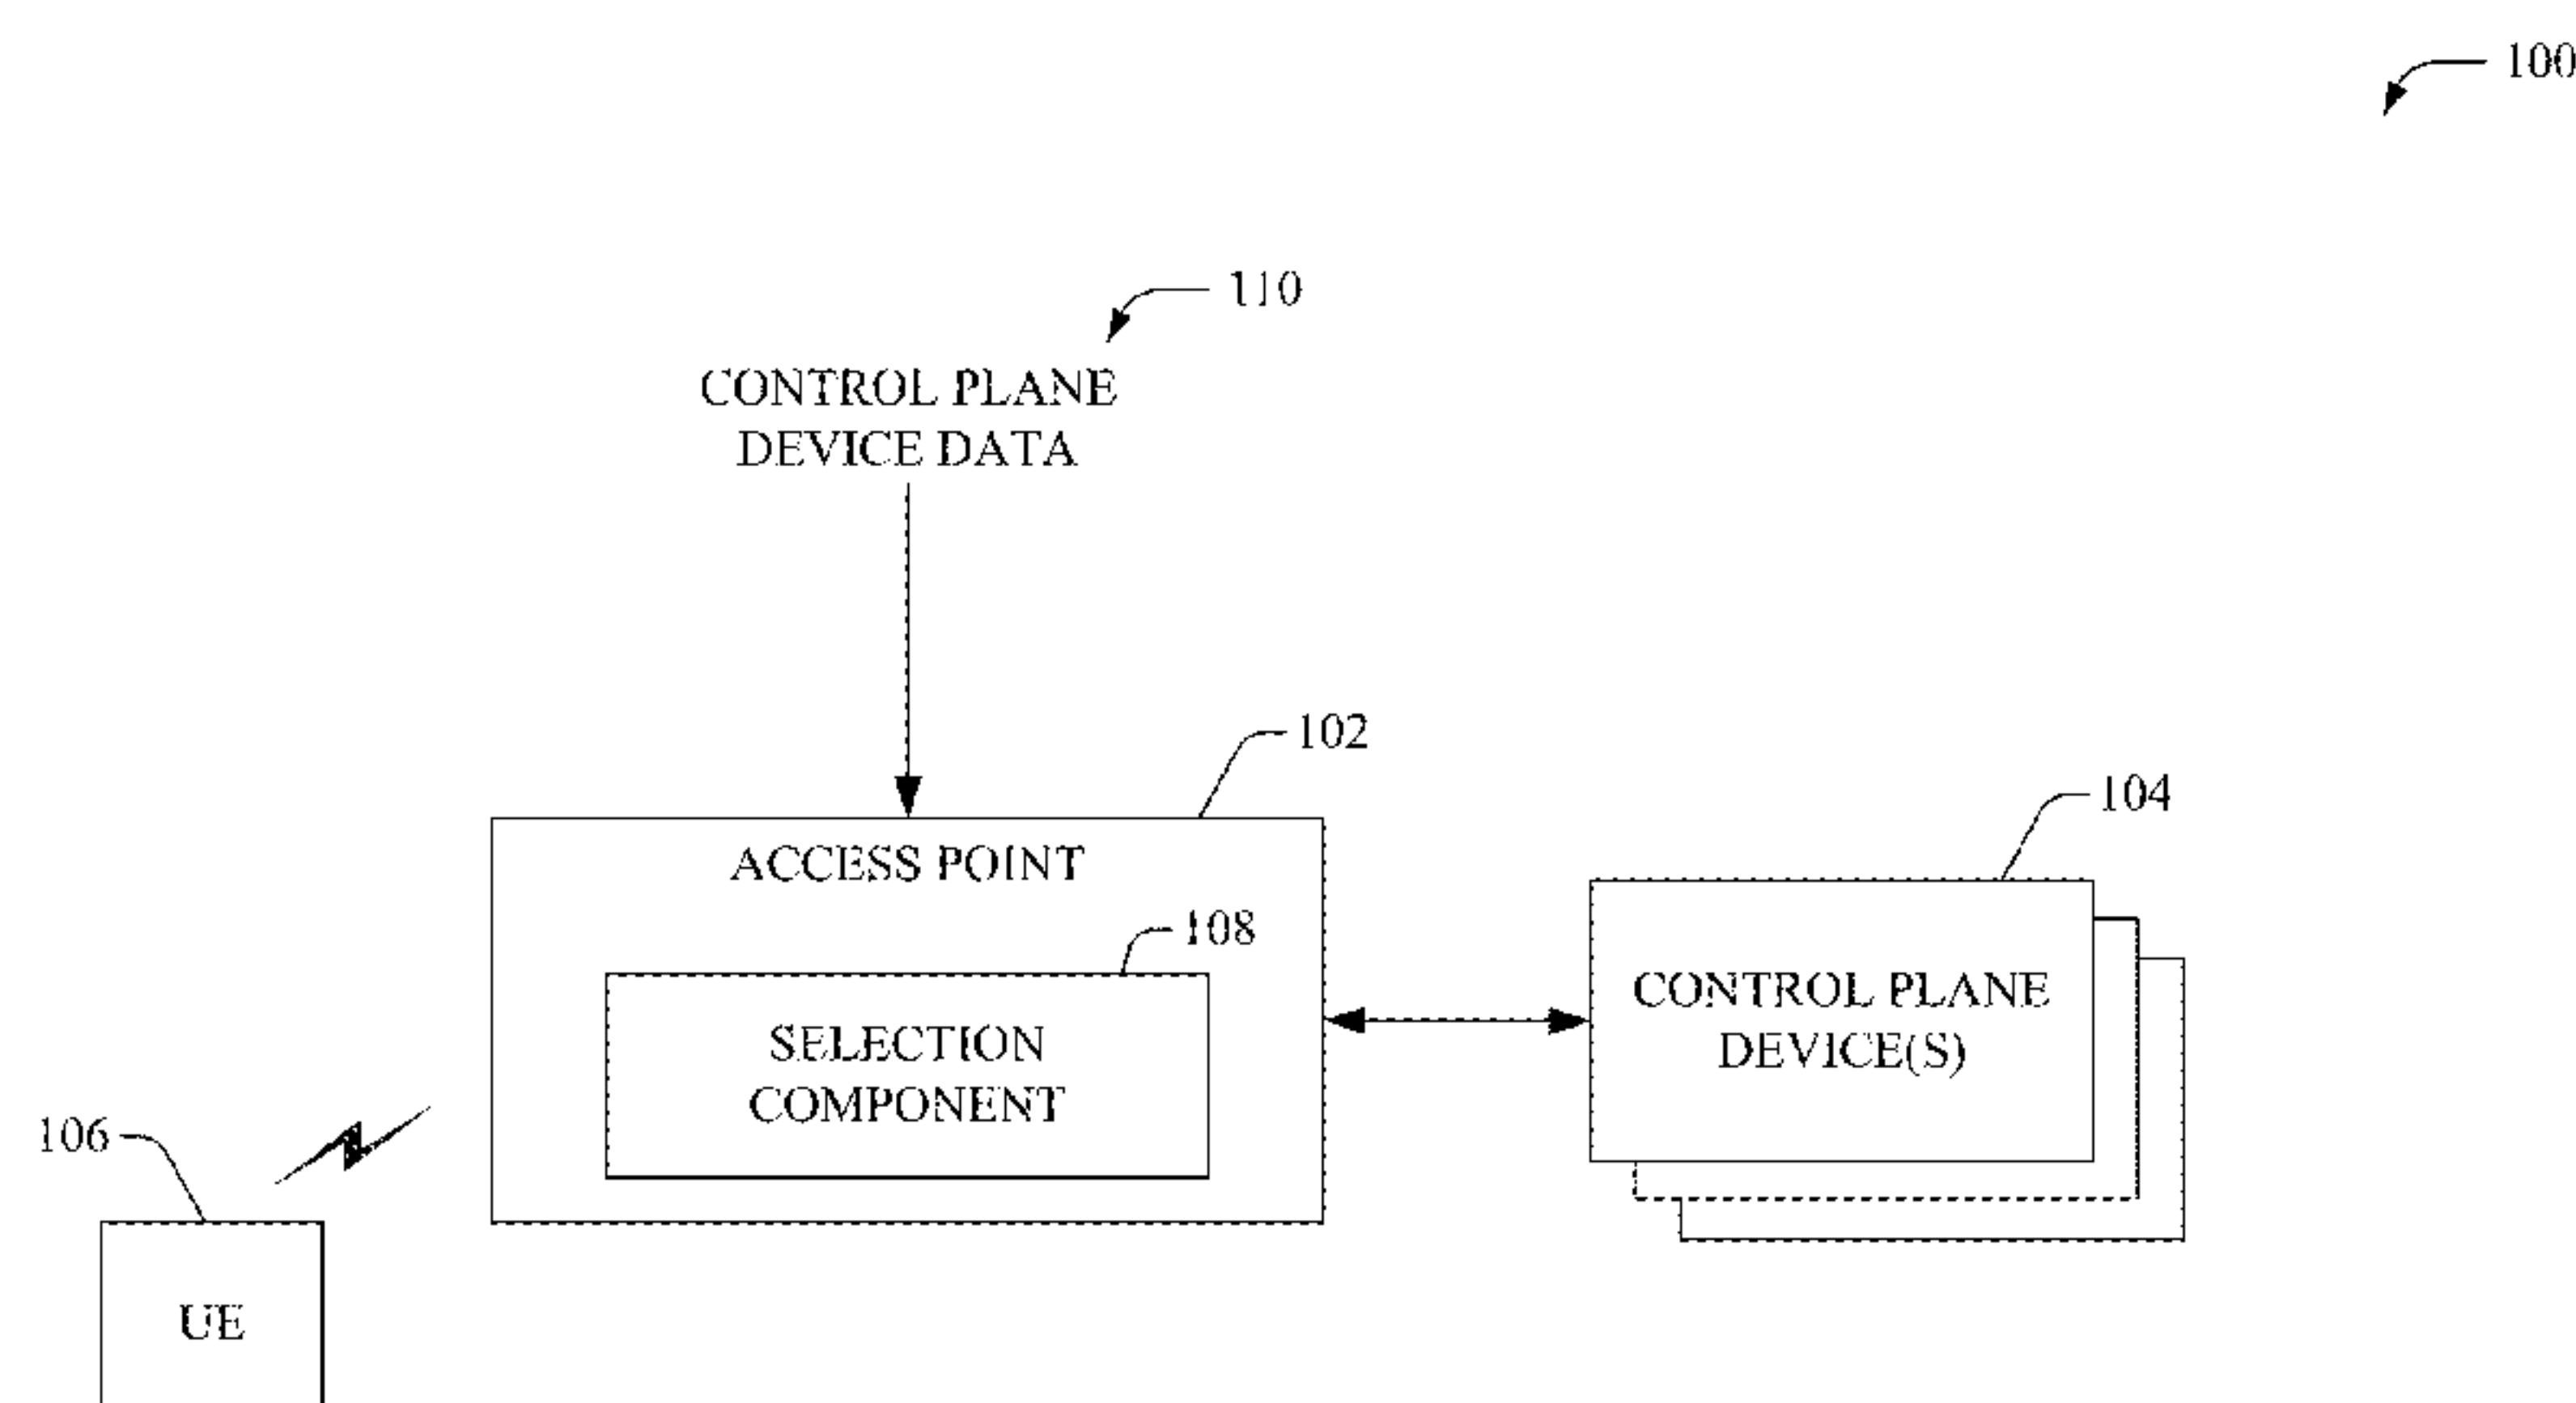 100
110
CONTROL PLANE
DEVICE DATA
102
104
ACCESS POINT
108
CONTROL PLANE
DEVICE(S)
SELECTION
COMPONENT
106
UE